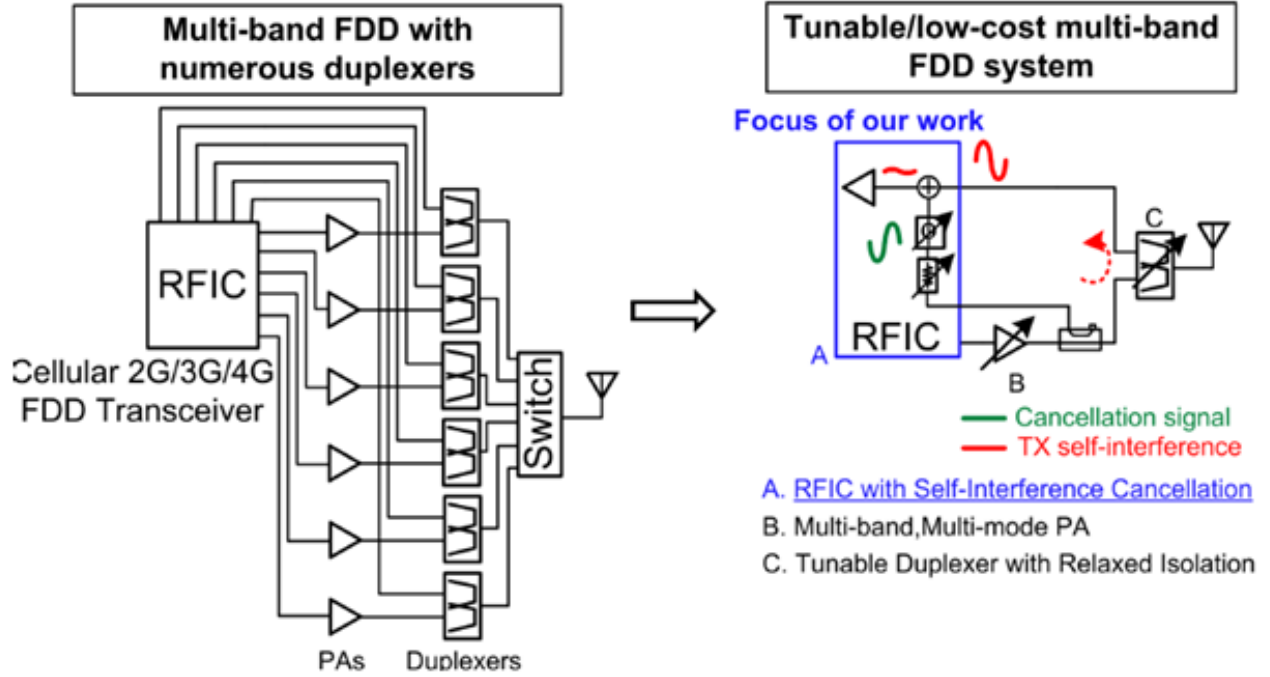 Multi-band FDD with
numerous duplexers
RFIC
Cellular 2G/3G/4G
FDD Transceiver
Switch
PAs
Duplexers
Tunable/low-cost multi-band
FDD system
Focus of our work
C
RFIC
A
B
Cancellation signal
TX self-interference
A. RFIC with Self-Interference Cancellation
B. Multi-band,Multi-mode PA
C. Tunable Duplexer with Relaxed Isolation